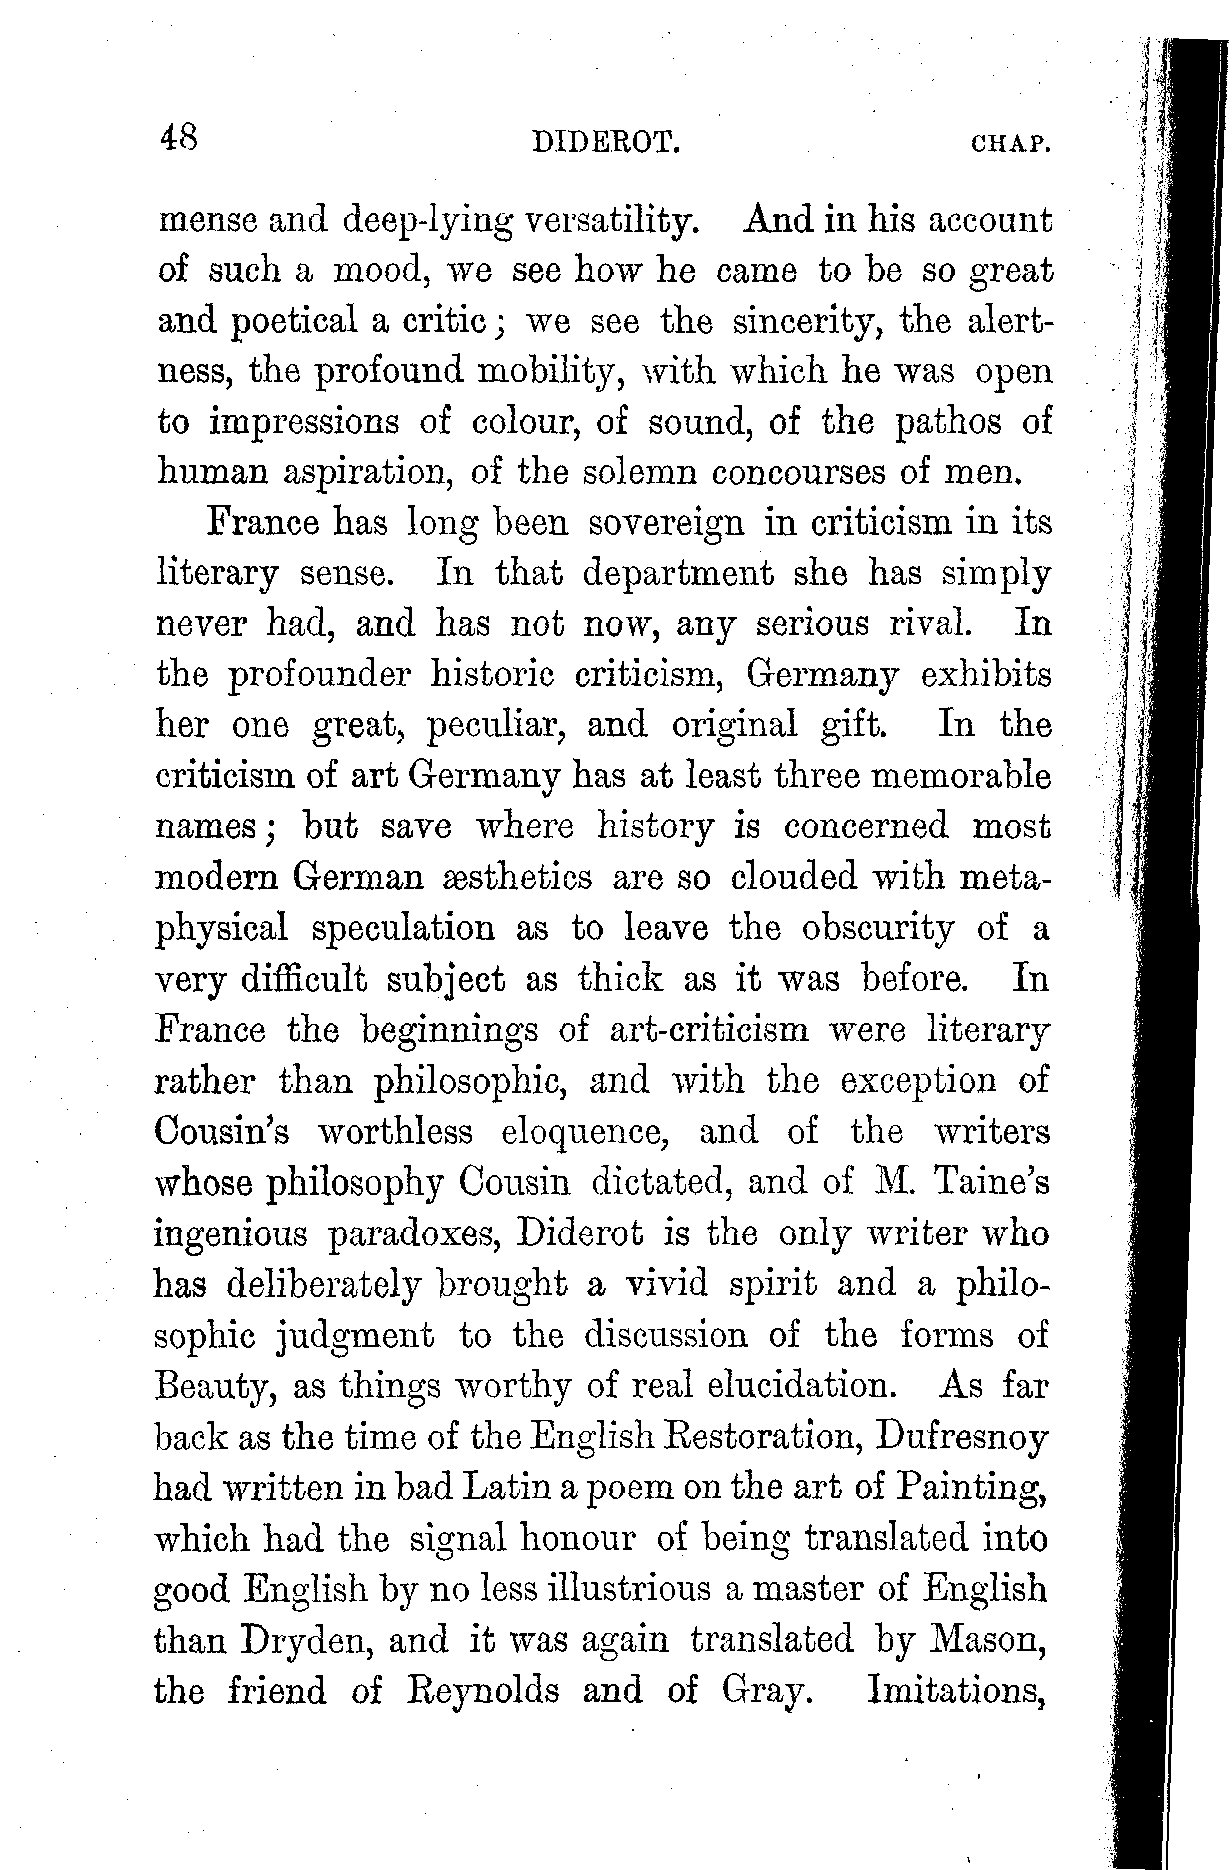 48 DIDEROT. CHAP.
mense and deep-lying versatility. And in his account
of such a mood, we see how he came to be so great
and poetical a critic; we see the sincerity, the alert-
ness, the profound mobility, with which he was open
to impressions of colour, of sound, of the pathos of
human aspiration, of the solemn concourses of men.
France has long been sovereign in criticism in its
literary sense. In that department she has simply
never had, and has not now, any serious rival. In
the profounder historic criticism, Germany exhibits
her one great, peculiar, and original gift. In the
criticism of art Germany has at least three memorable
names; but save where history is concerned most
modern German æsthetics are so clouded with meta-
physical speculation as to leave the obscurity of a
very difficult subject as thick as it was before. In
France the beginnings of art-criticism were literary
rather than philosophic, and with the exception of
Cousin's worthless eloquence, and of the writers
whose philosophy Cousin dictated, and of M. Taine's
ingenious paradoxes, Diderot is the only writer who
has deliberately brought a vivid spirit and a philo-
sophic judgment to the discussion of the forms of
Beauty, as things worthy of real elucidation. As far
back as the time of the English Restoration, Dufresnoy
had written in bad Latin a poem on the art of Painting,
which had the signal honour of being translated into
good English by no less illustrious a master of English
than Dryden, and it was again translated by Mason,
the friend of Reynolds and of Gray. Imitations,